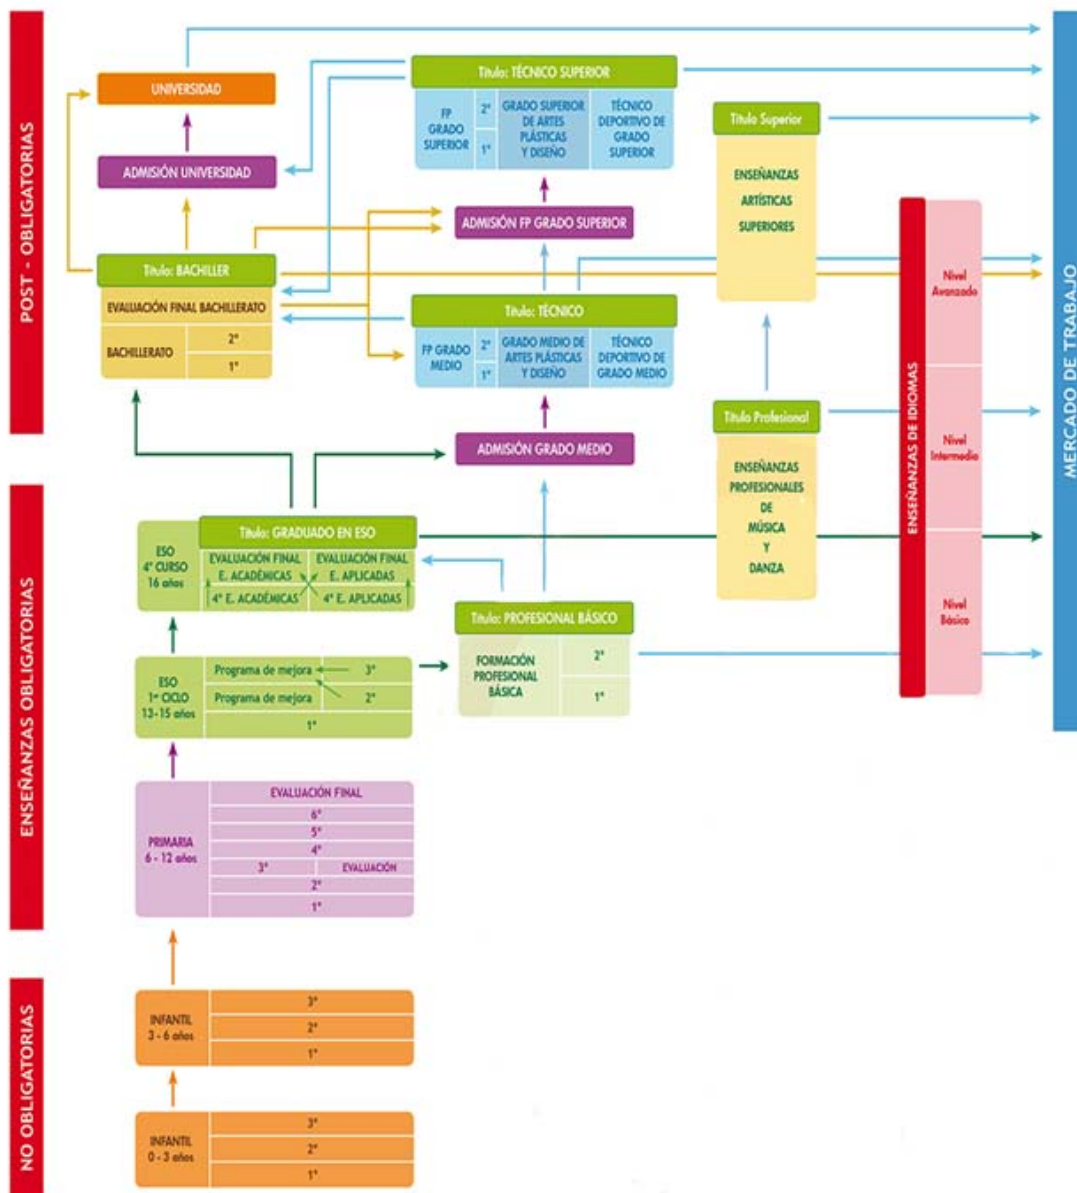 POST - OBLIGATORIAS
UNIVERSIDAD
ADMISIÓN UNIVERSIDAD
Título: BACHILLER
EVALUACIÓN FINAL BACHILLERATO
BACHILLERATO
2º
1º
Título: TÉCNICO SUPERIOR
FP
GRADO
SUPERIOR
2º
1º
GRADO SUPERIOR
DE ARTES
PLÁSTICAS
Y DISEÑO
TÉCNICO
DEPORTIVO DE
GRADO
SUPERIOR
ADMISIÓN FP GRADO SUPERIOR
Título: TÉCNICO
FP GRADO
MEDIO
2º
1º
GRADO MEDIO DE
ARTES PLÁSTICAS
Y DISEÑO
TÉCNICO
DEPORTIVO DE
GRADO MEDIO
ADMISIÓN GRADO MEDIO
Título Superior
ENSEÑANZAS
ARTÍSTICAS
SUPERIORES
Título Profesional
ENSEÑANZAS
PROFESIONALES
DE
MÚSICA
Y
DANZA
ENSEÑANZAS DE IDIOMAS
Nivel
Avanzado
Nivel
Intermedio
Nivel
Básico
MERCADO DE TRABAJO
ENSEÑANZAS OBLIGATORIAS
ESO
4º CURSO
16 años
Título: GRADUADO EN ESO
EVALUACIÓN FINAL
E. ACADÉMICAS
EVALUACIÓN FINAL
E. APLICADAS
4º E. ACADÉMICAS
4º E. APLICADAS
ESO
1er CICLO
13-15 años
Programa de mejora
3º
Programa de mejora
2º
1º
Título: PROFESIONAL BÁSICO
FORMACIÓN
PROFESIONAL
BÁSICA
2º
1º
PRIMARIA
6 - 12 años
EVALUACIÓN FINAL
6º
5º
4º
3º
EVALUACIÓN
2º
1º
NO OBLIGATORIAS
INFANTIL
3 - 6 años
3º
2º
1º
INFANTIL
0 - 3 años
3º
2º
1º